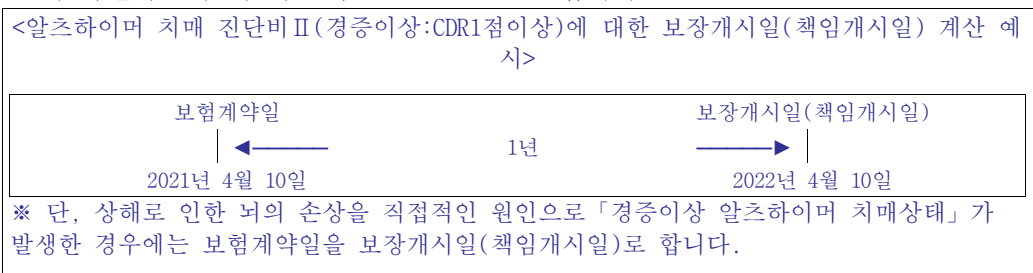 <알츠하이머 치매 진단비Ⅱ(경증이상:CDR1점이상)에 대한 보장개시일(책임개시일) 계산 예
시>
보험계약일 보장개시일(책임개시일)
1년
2021년 4월 10일 2022년 4월 10일
※ 단, 상해로 인한 뇌의 손상을 직접적인 원인으로「경증이상 알츠하이머 치매상태」가
발생한 경우에는 보험계약일을 보장개시일(책임개시일)로 합니다.